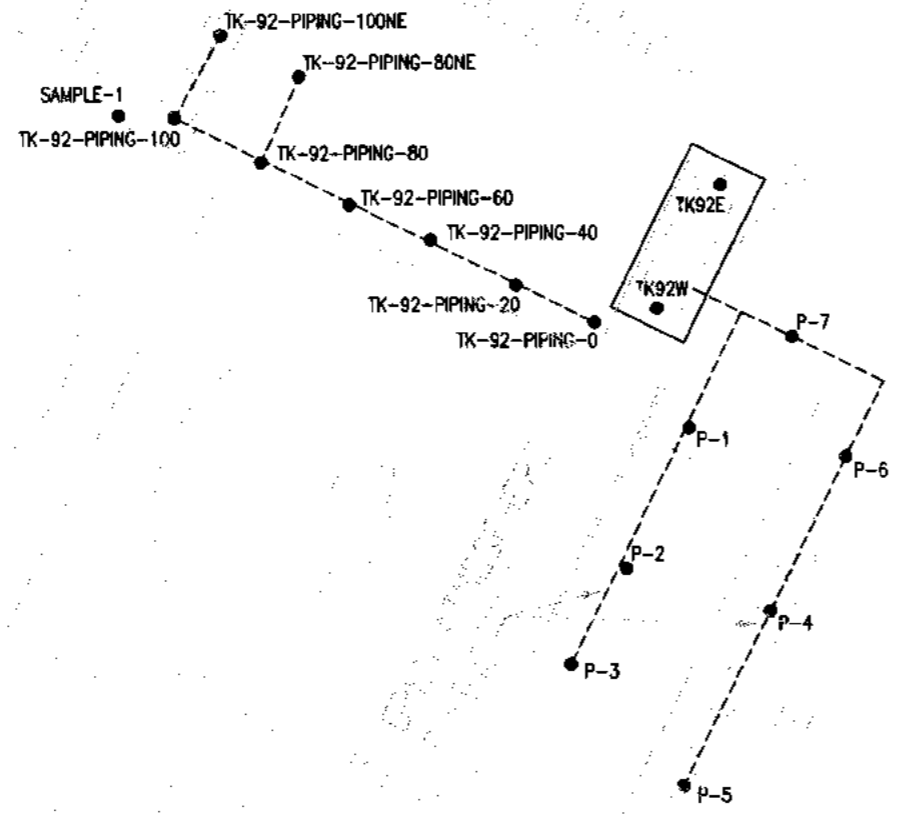 TK-92-PIPING-100NE
TK-92-PIPING-80NE
SAMPLE-1
TK-92-PIPING-100
TK-92-PIPING-80
TK-92-PIPING-60
TK92E
TK-92-PIPING-40
TK92W
TK-92-PIPING-20
P-7
TK-92-PIPING-0
P-1
P-6
P-2
P-4
P-3
P-5